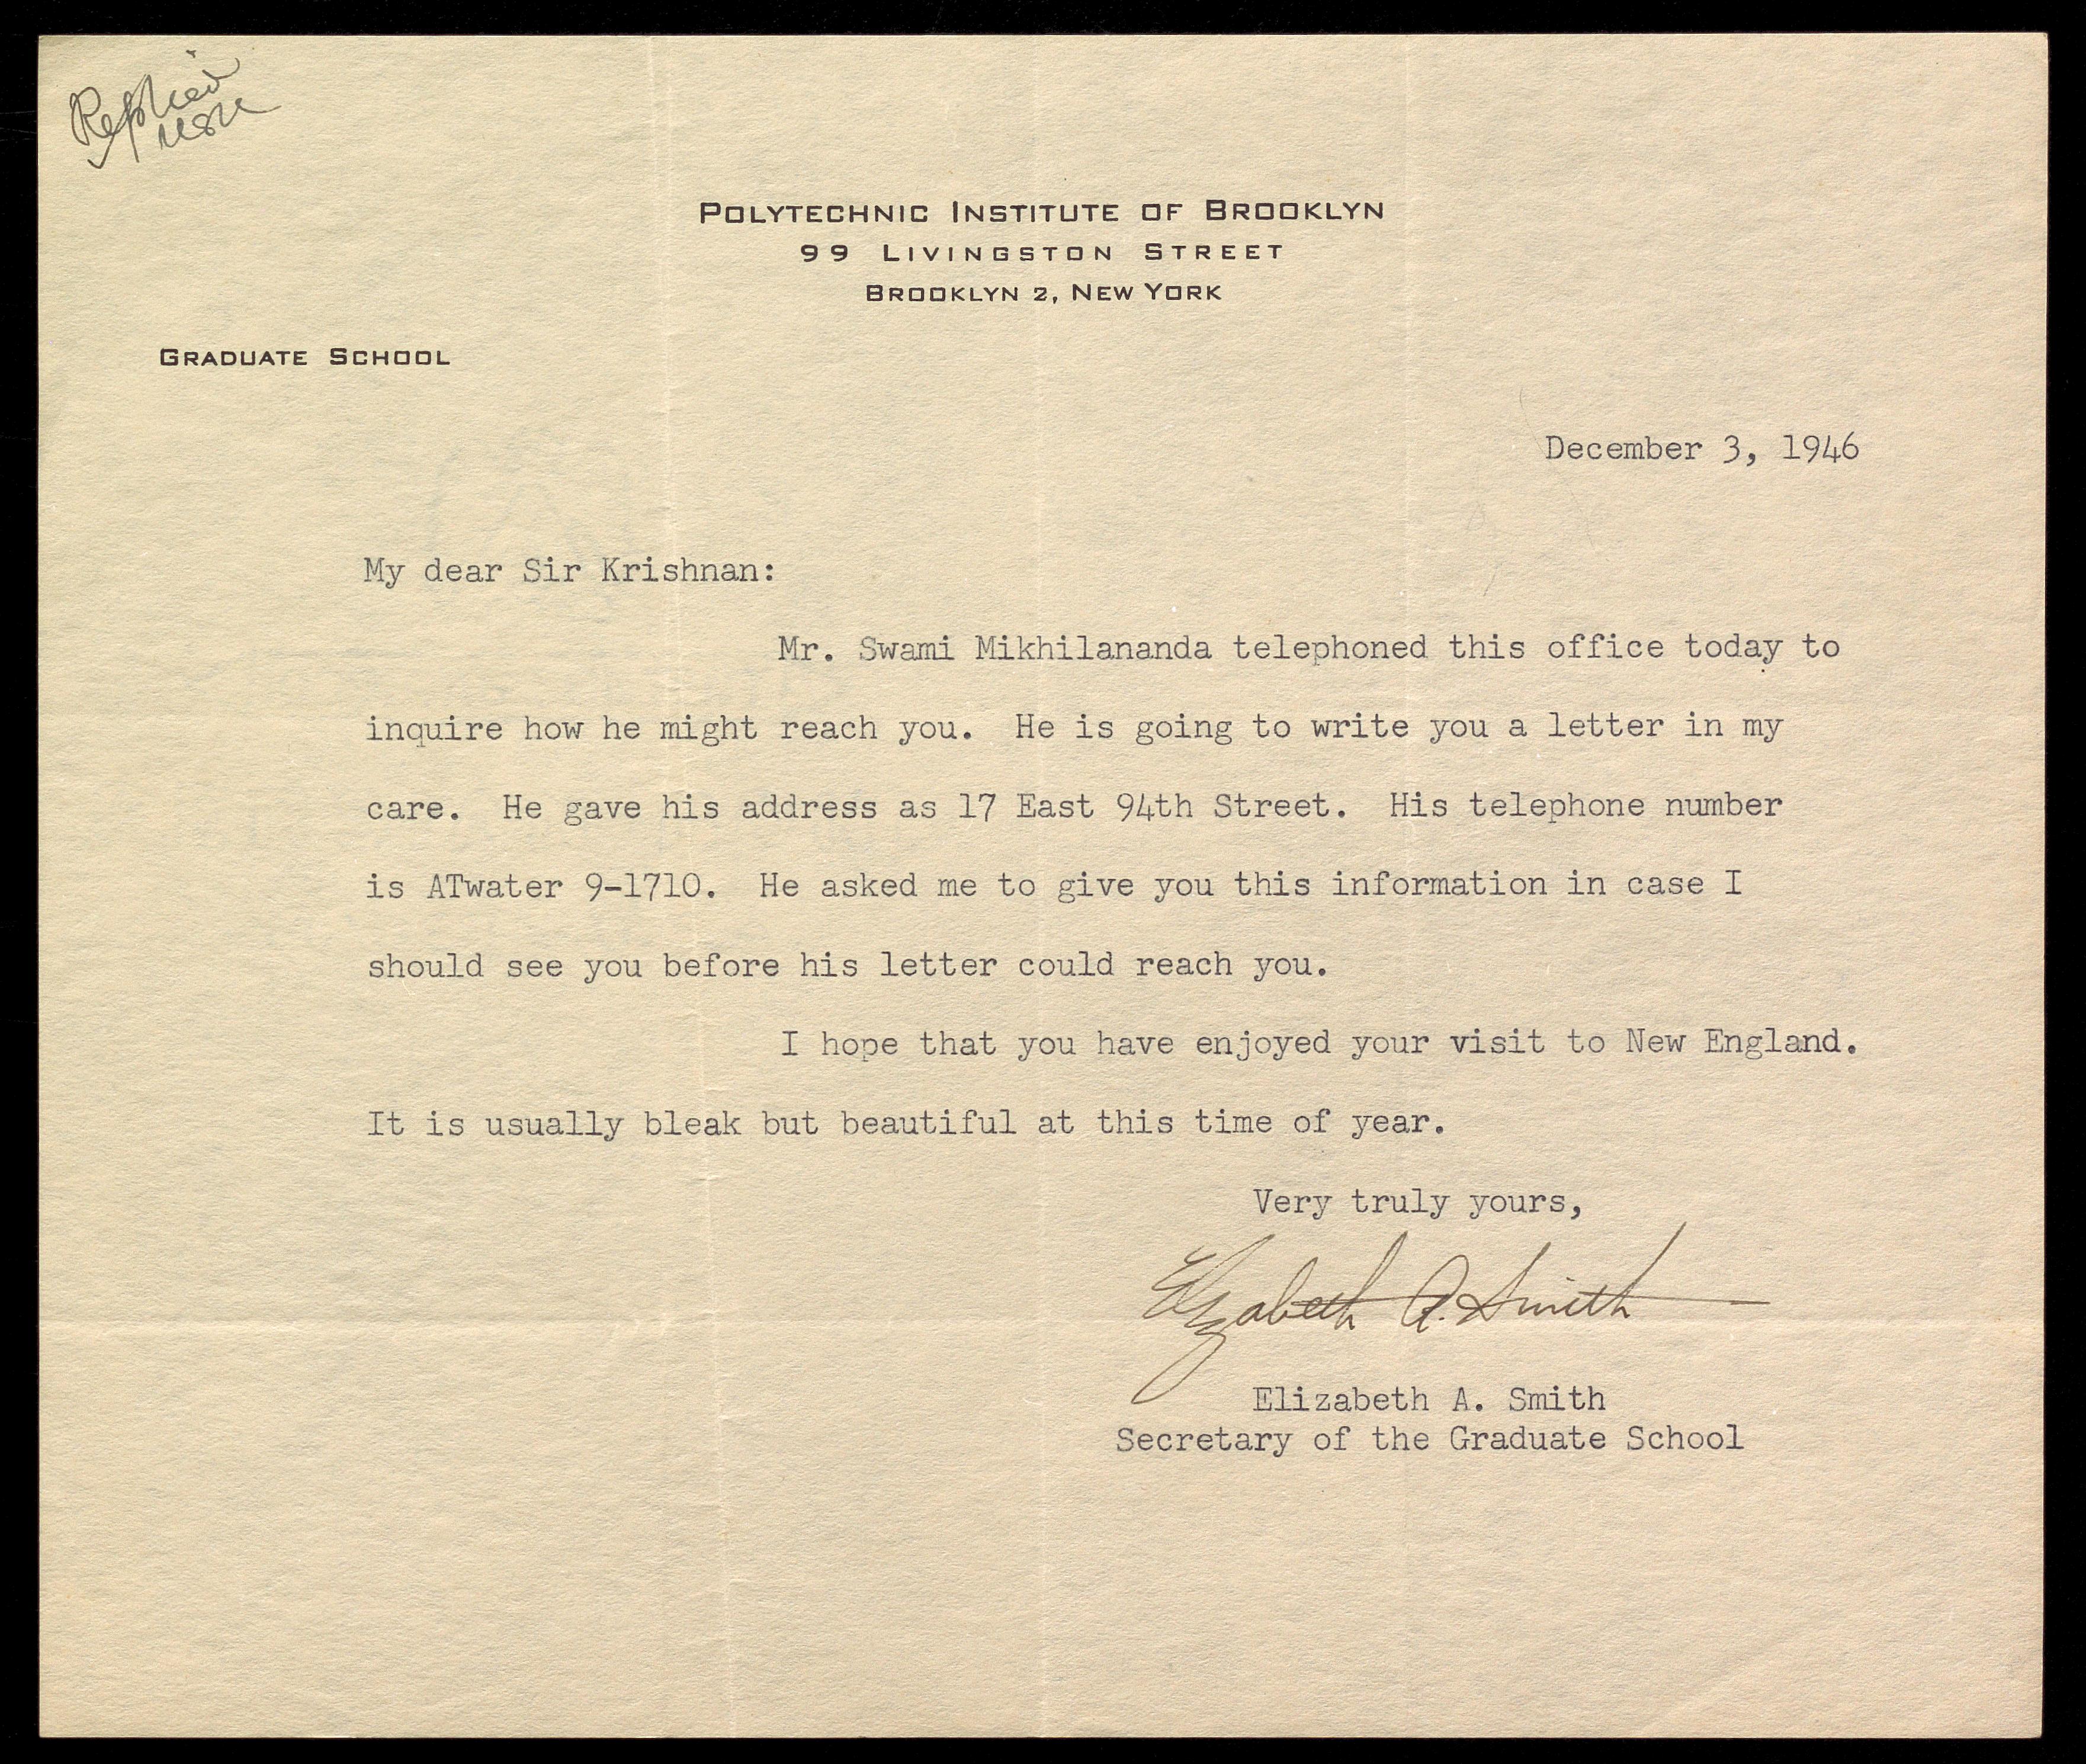 Replied
POLYTECHNIC INSTITUTE OF BROOKLYN
99 LIVINGSTON STREET
BROOKLYN 2, NEW YORK
GRADUATE SCHOOL
December 3, 1946
My dear Sir Krishnan:
Mr. Swami Mikhilananda telephoned this office today to
inquire how he might reach you. He is going to write you a letter in my
care. He gave his address as 17 East 94th Street. His telephone number
is ATwater 9-1710. He asked me to give you this information in case I
should see you before his letter could reach you.
I hope that you have enjoyed your visit to New England.
It is usually bleak but beautiful at this time of year.
Very truly yours,
Elizabeth A. Smith
Elizabeth A. Smith
Secretary of the Graduate School